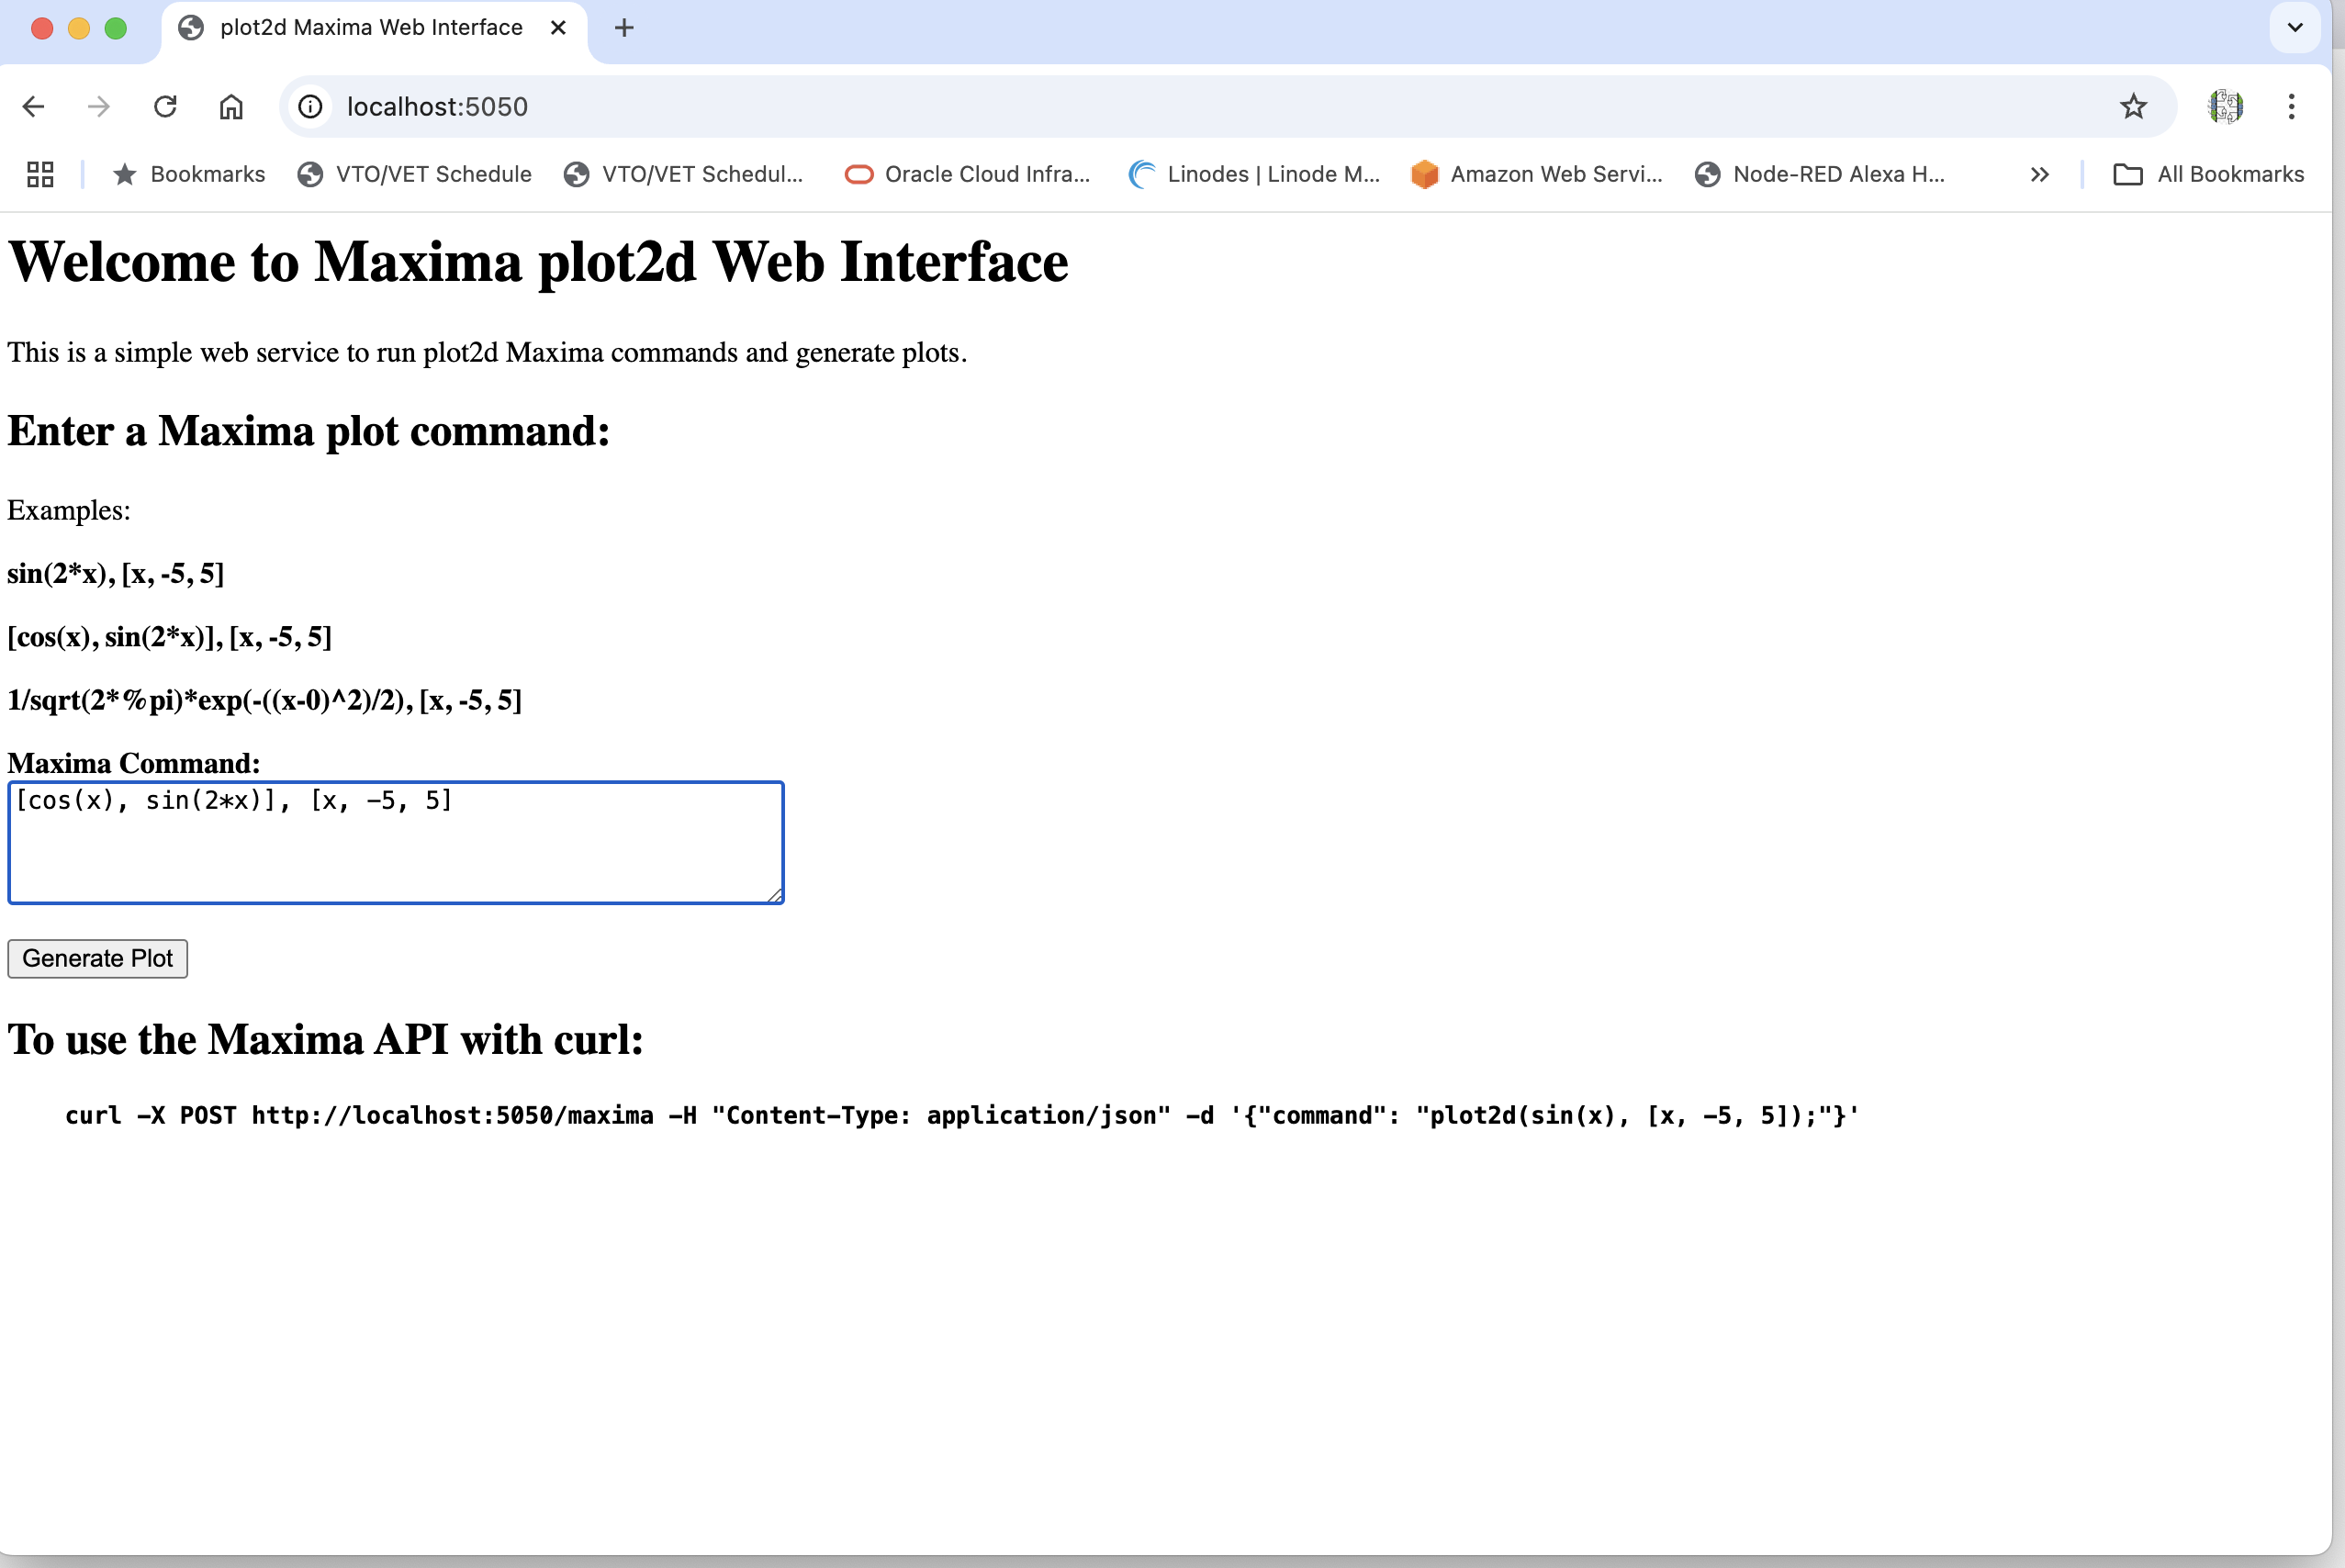 plot2d Maxima Web Interface
localhost:5050
Bookmarks VTO/VET Schedule VTO/VET Schedul... Oracle Cloud Infra... Linodes | Linode M... Amazon Web Servi... Node-RED Alexa H... All Bookmarks
Welcome to Maxima plot2d Web Interface
This is a simple web service to run plot2d Maxima commands and generate plots.
Enter a Maxima plot command:
Examples:
sin(2*x), [x, -5, 5]
[cos(x), sin(2*x)], [x, -5, 5]
1/sqrt(2*%pi)*exp(-((x-0)^2)/2), [x, -5, 5]
Maxima Command:
[cos(x), sin(2*x)], [x, -5, 5]
Generate Plot
To use the Maxima API with curl:
curl -X POST http://localhost:5050/maxima -H "Content-Type: application/json" -d '{"command": "plot2d(sin(x), [x, -5, 5]);"}'